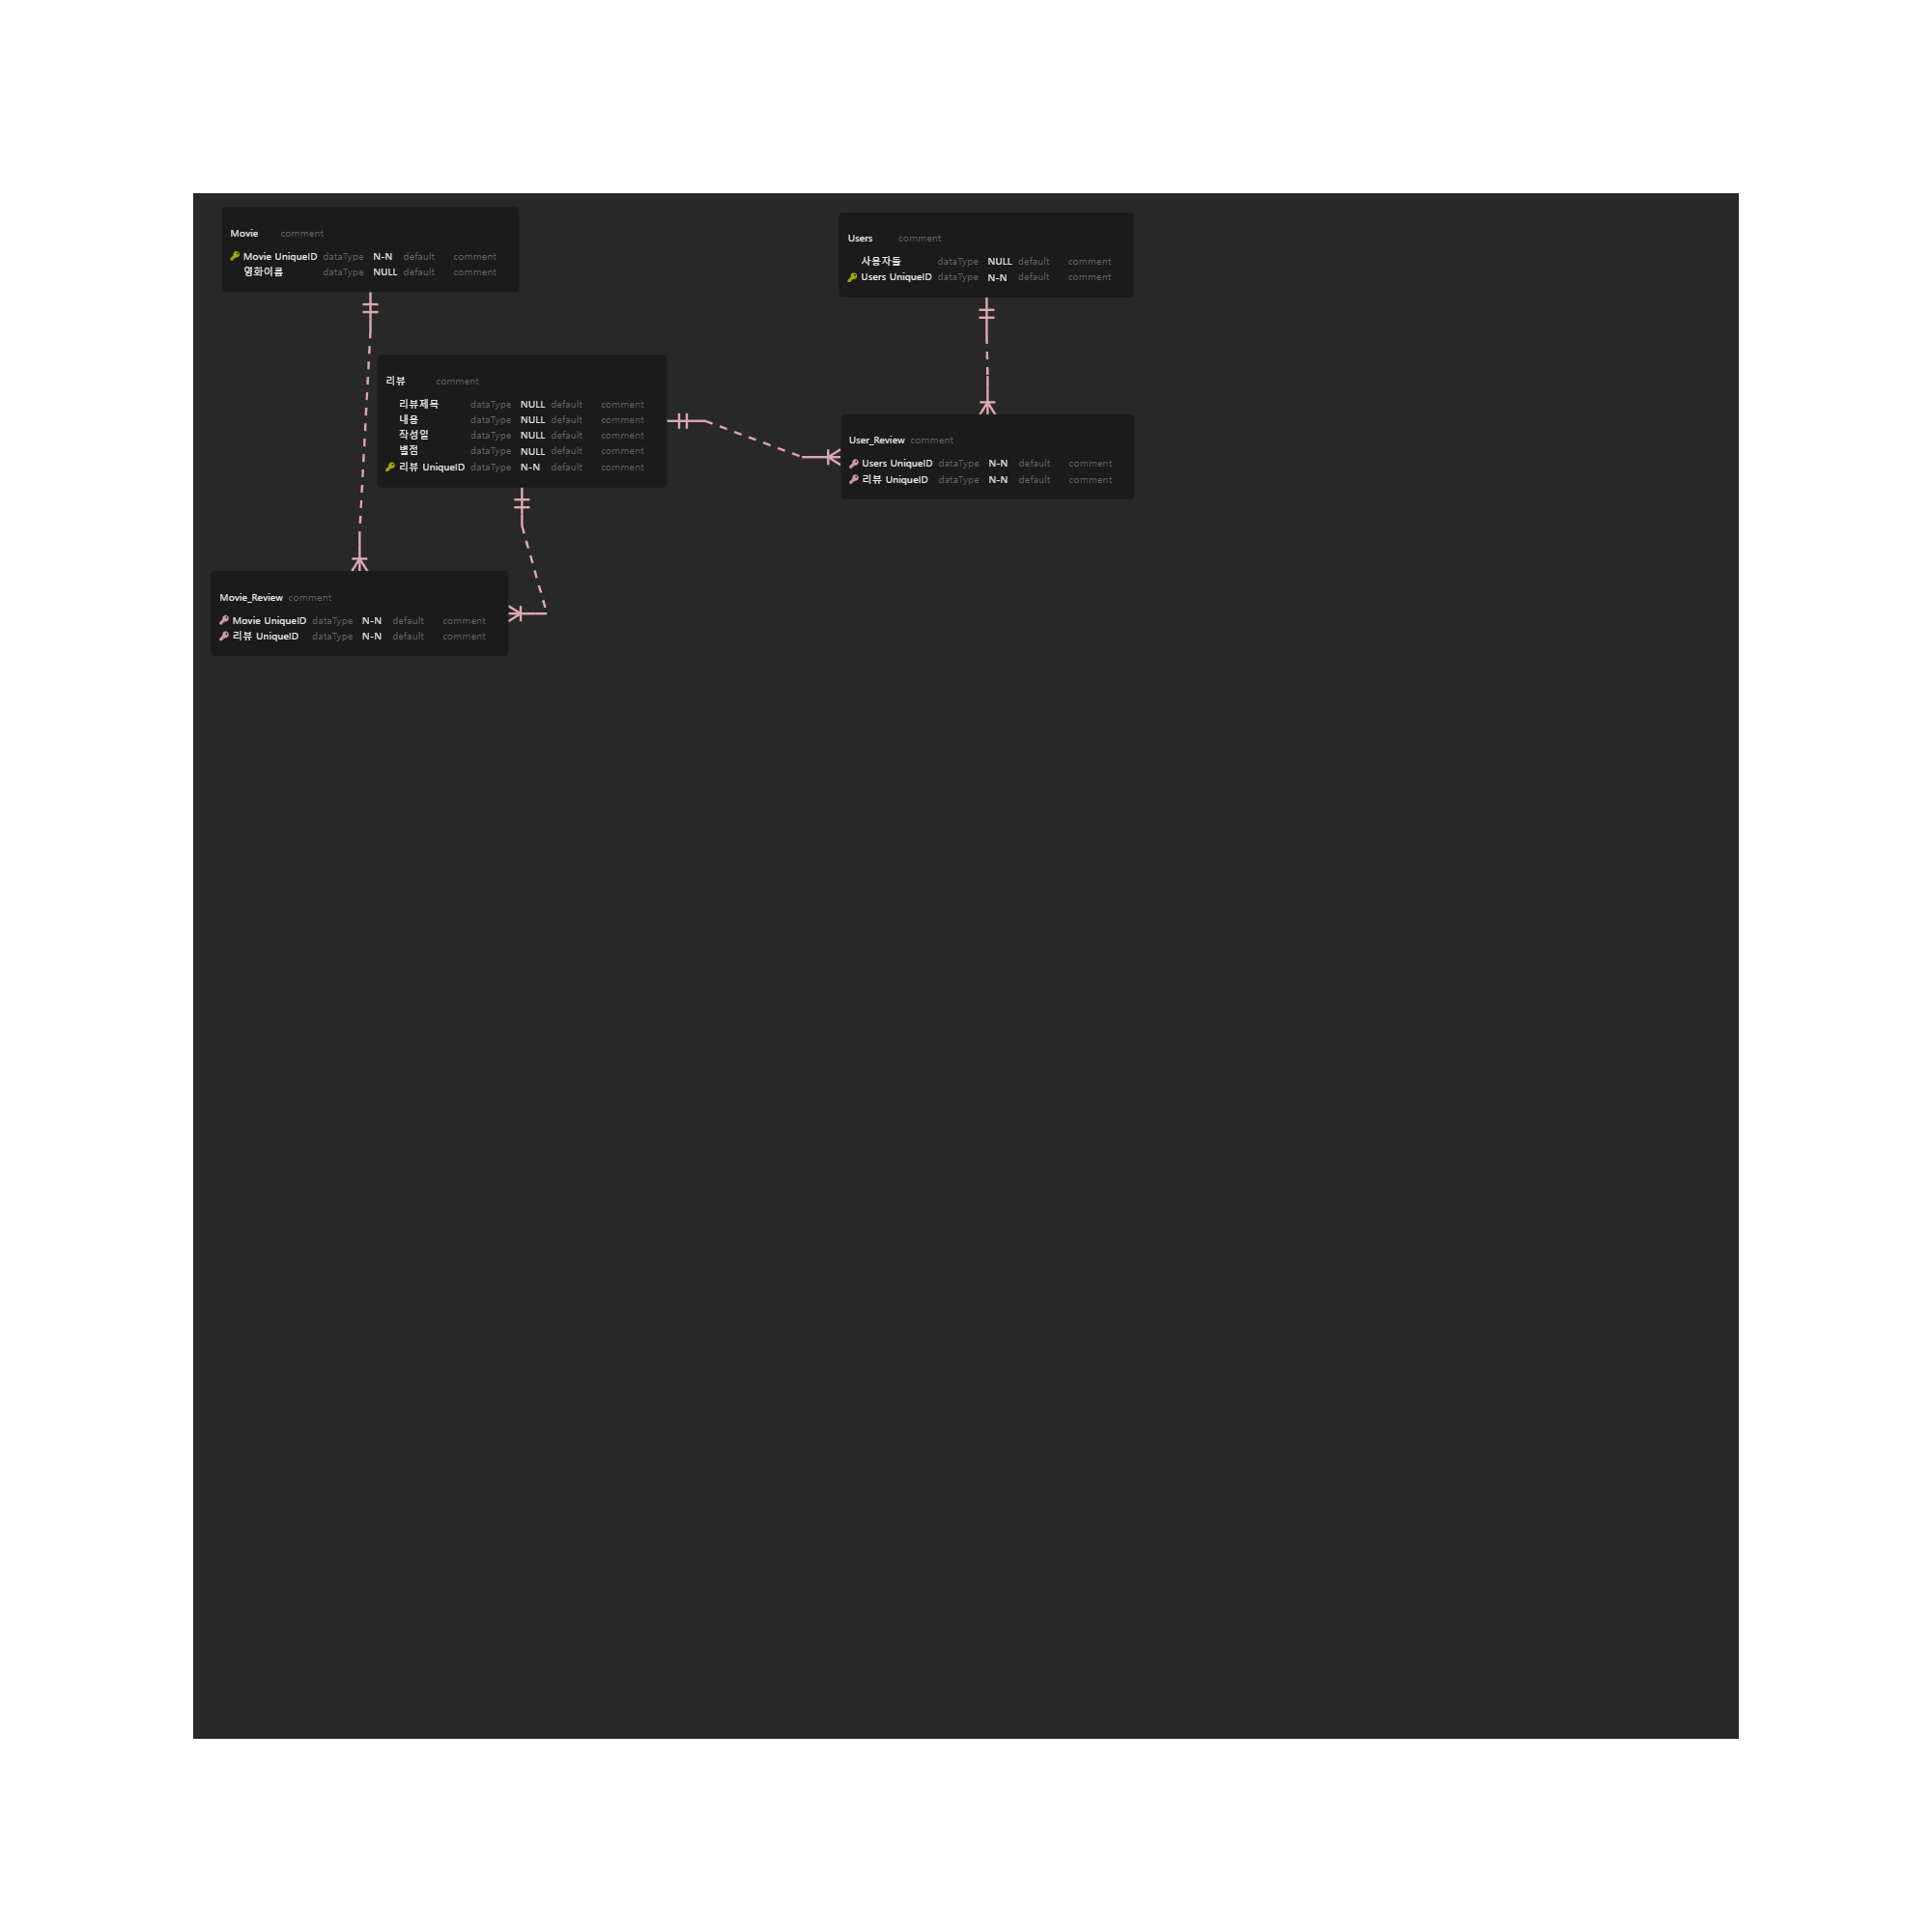 Movie comment
Movie UniqueID dataType N-N default comment
영화이름 dataType NULL default comment
Users comment
사용자들 dataType NULL default comment
Users UniqueID dataType N-N default comment
리뷰 comment
리뷰제목 dataType NULL default comment
내용 dataType NULL default comment
작성일 dataType NULL default comment
별점 dataType NULL default comment
리뷰 UniqueID dataType N-N default comment
User_Review comment
Users UniqueID dataType N-N default comment
리뷰 UniqueID dataType N-N default comment
Movie_Review comment
Movie UniqueID dataType N-N default comment
리뷰 UniqueID dataType N-N default comment